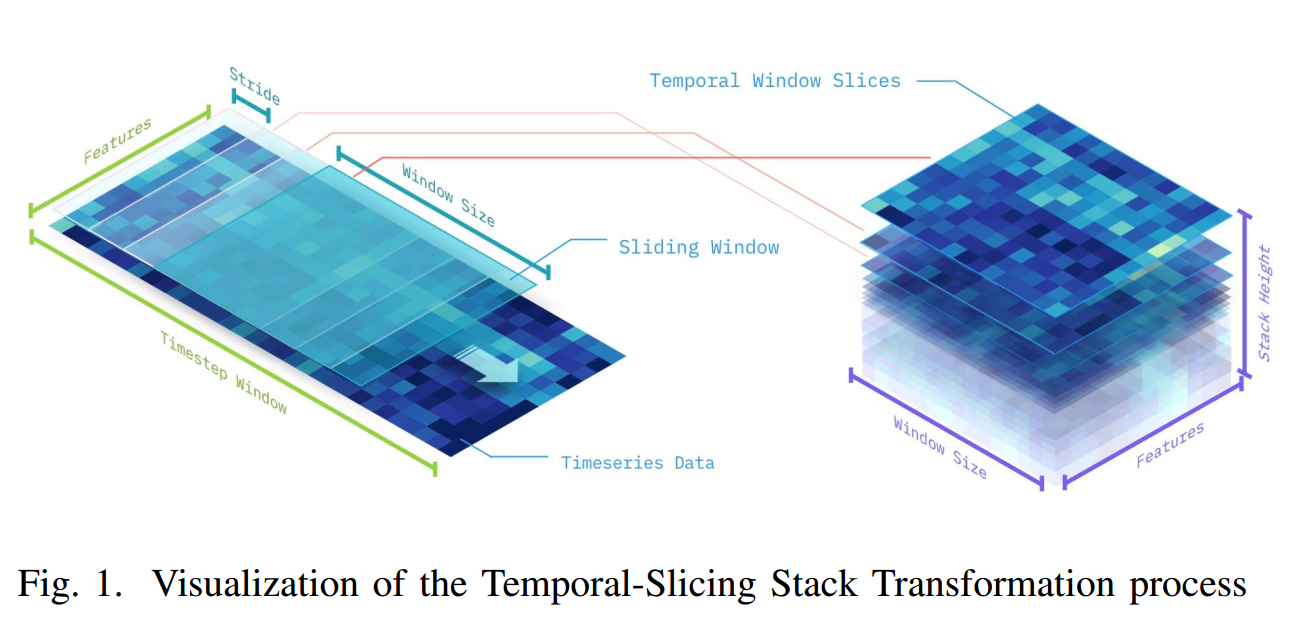 Stride
Features
Temporal Window Slices
Window Size
Sliding Window
Timestep Window
Timeseries Data
Stack Height
Window Size
Features
Fig. 1. Visualization of the Temporal-Slicing Stack Transformation process